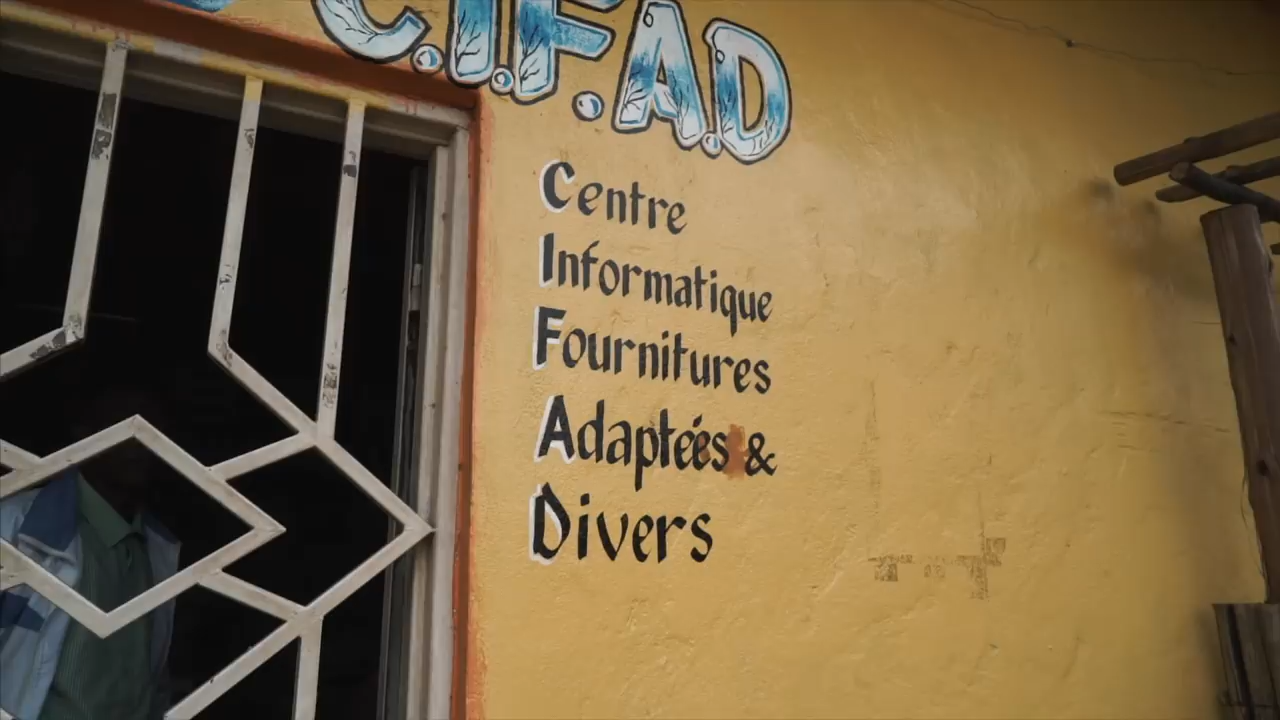 C.I.F.A.D
Centre
Informatique
Fournitures
Adaptées &
Divers